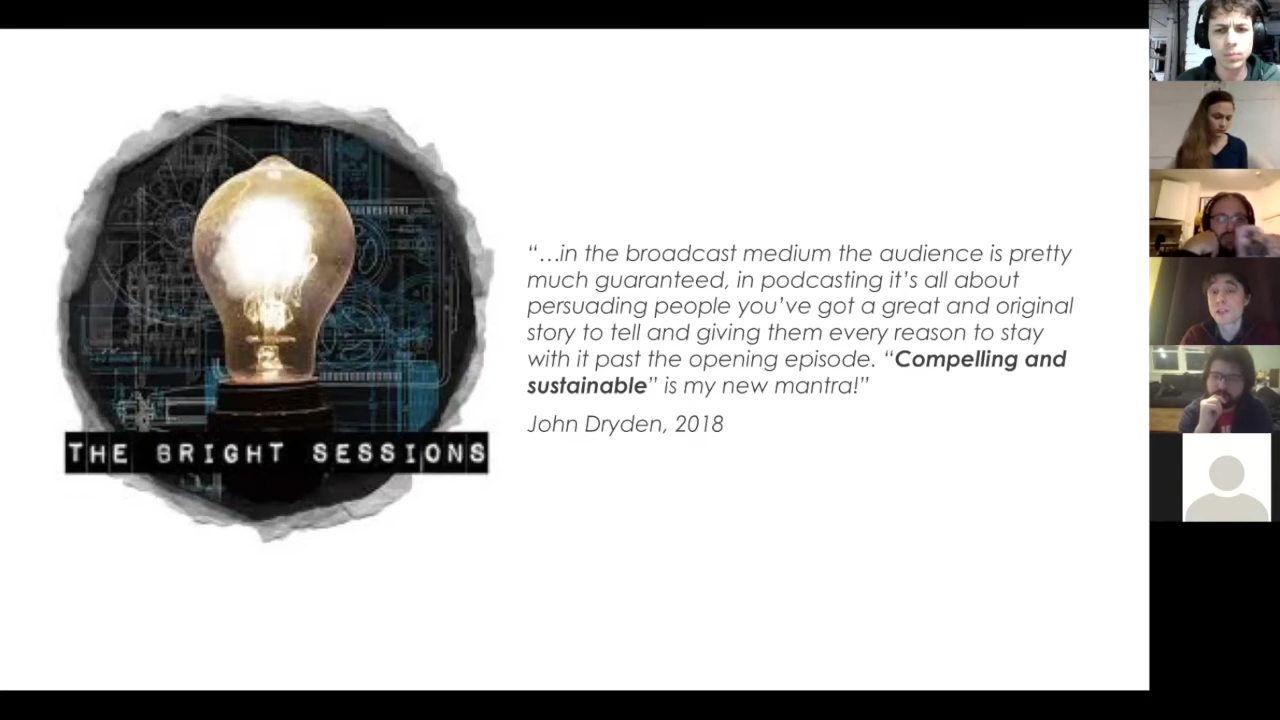 THE BRIGHT SESSIONS
“…in the broadcast medium the audience is pretty
much guaranteed, in podcasting it’s all about
persuading people you’ve got a great and original
story to tell and giving them every reason to stay
with it past the opening episode. “Compelling and
sustainable” is my new mantra!”
John Dryden, 2018